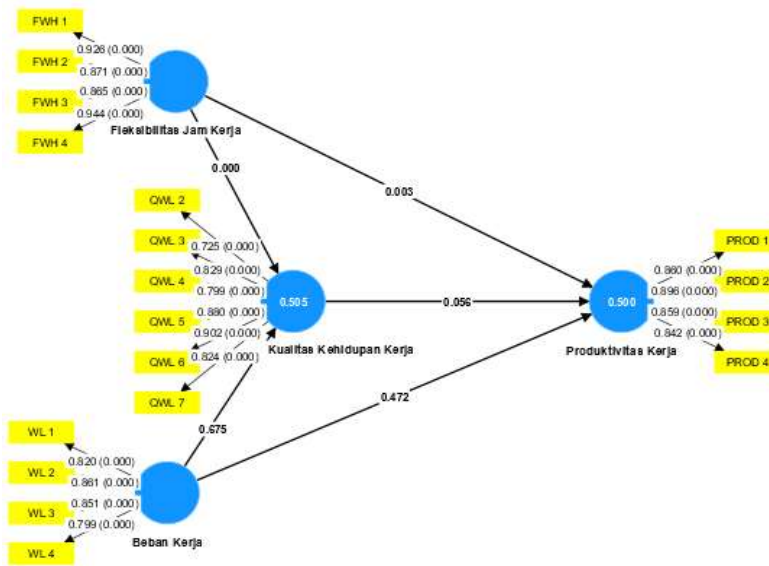 FWH 1
0.926 (0.000)
FWH 2
0.871 (0.000)
FWH 3
0.865 (0.000)
0.944 (0.000)
FWH 4
Fleksibilitas Jam Kerja
0.000
0.003
QWL 2
0.725 (0.000)
QWL 3
0.829 (0.000)
QWL 4
0.799 (0.000)
QWL 5
0.880 (0.000)
0.902 (0.000)
QWL 6
0.824 (0.000)
QWL 7
0.505
Kualitas Kehidupan Kerja
0.056
PROD 1
0.860 (0.000)
PROD 2
0.896 (0.000)
0.859 (0.000)
PROD 3
0.842 (0.000)
PROD 4
0.500
Produktivitas Kerja
0.472
0.675
WL 1
0.820 (0.000)
WL 2
0.861 (0.000)
0.851 (0.000)
WL 3
0.799 (0.000)
WL 4
Beban Kerja